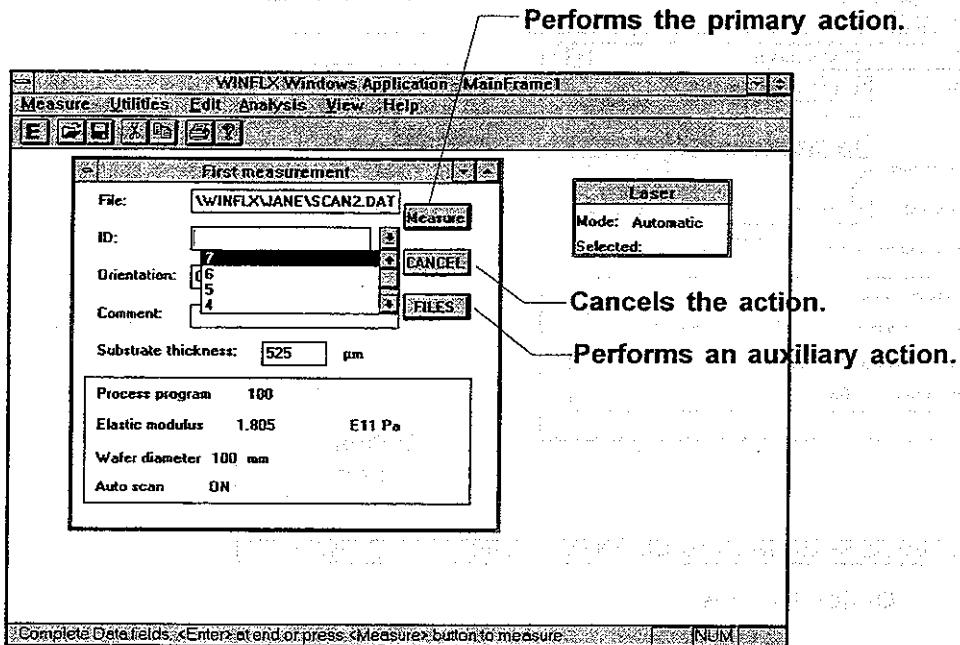 Performs the primary action.
WINFLX Windows Application - MainFrame1
Measure Utilities Edit Analysis View Help
E ?
First measurement
File: \WINFLX\JANE\SCAN2.DAT Measure
ID:
7
6
5
4
CANCEL
Orientation:
Comment: FILES
Substrate thickness: 525 µm
Process program 100
Elastic modulus 1.805 E11 Pa
Wafer diameter 100 mm
Auto scan ON
Laser
Mode: Automatic
Selected:
Cancels the action.
Performs an auxiliary action.
Complete Data fields, <Enter> at end or press <Measure> button to measure NUM